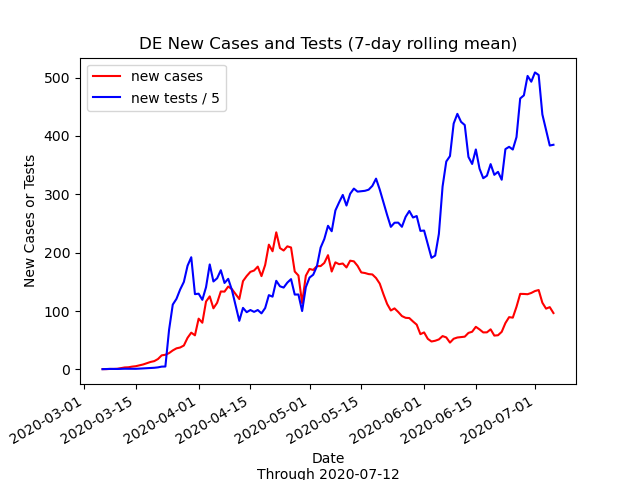 DE New Cases and Tests (7-day rolling mean)
new cases
new tests / 5
New Cases or Tests
500
400
300
200
100
0
2020-03-01
2020-03-15
2020-04-01
2020-04-15
2020-05-01
2020-05-15
2020-06-01
2020-06-15
2020-07-01
Date
Through 2020-07-12